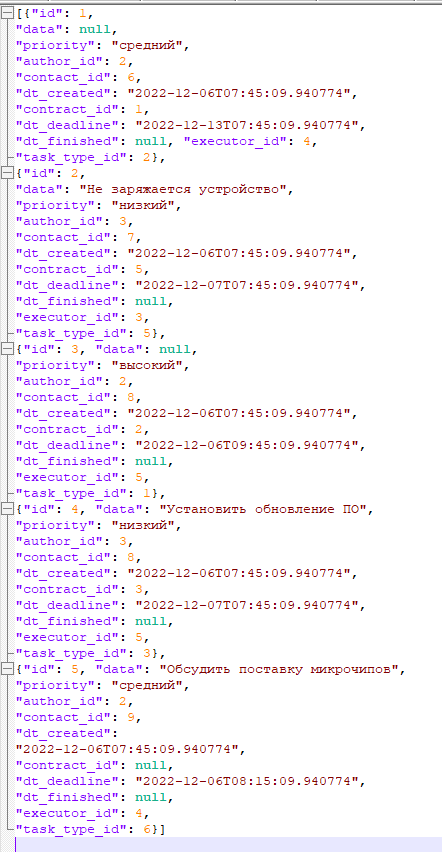 [{"id": 1,
"data": null,
"priority": "средний",
"author_id": 2,
"contact_id": 6,
"dt_created": "2022-12-06T07:45:09.940774",
"contract_id": 1,
"dt_deadline": "2022-12-13T07:45:09.940774",
"dt_finished": null, "executor_id": 4,
"task_type_id": 2},
{"id": 2,
"data": "Не заряжается устройство",
"priority": "низкий",
"author_id": 3,
"contact_id": 7,
"dt_created": "2022-12-06T07:45:09.940774",
"contract_id": 5,
"dt_deadline": "2022-12-07T07:45:09.940774",
"dt_finished": null,
"executor_id": 3,
"task_type_id": 5},
{"id": 3, "data": null,
"priority": "высокий",
"author_id": 2,
"contact_id": 8,
"dt_created": "2022-12-06T07:45:09.940774",
"contract_id": 2,
"dt_deadline": "2022-12-06T09:45:09.940774",
"dt_finished": null,
"executor_id": 5,
"task_type_id": 1},
{"id": 4, "data": "Установить обновление ПО",
"priority": "низкий",
"author_id": 3,
"contact_id": 8,
"dt_created": "2022-12-06T07:45:09.940774",
"contract_id": 3,
"dt_deadline": "2022-12-07T07:45:09.940774",
"dt_finished": null,
"executor_id": 5,
"task_type_id": 3},
{"id": 5, "data": "Обсудить поставку микрочипов",
"priority": "средний",
"author_id": 2,
"contact_id": 9,
"dt_created":
"2022-12-06T07:45:09.940774",
"contract_id": null,
"dt_deadline": "2022-12-06T08:15:09.940774",
"dt_finished": null,
"executor_id": 4,
"task_type_id": 6}]